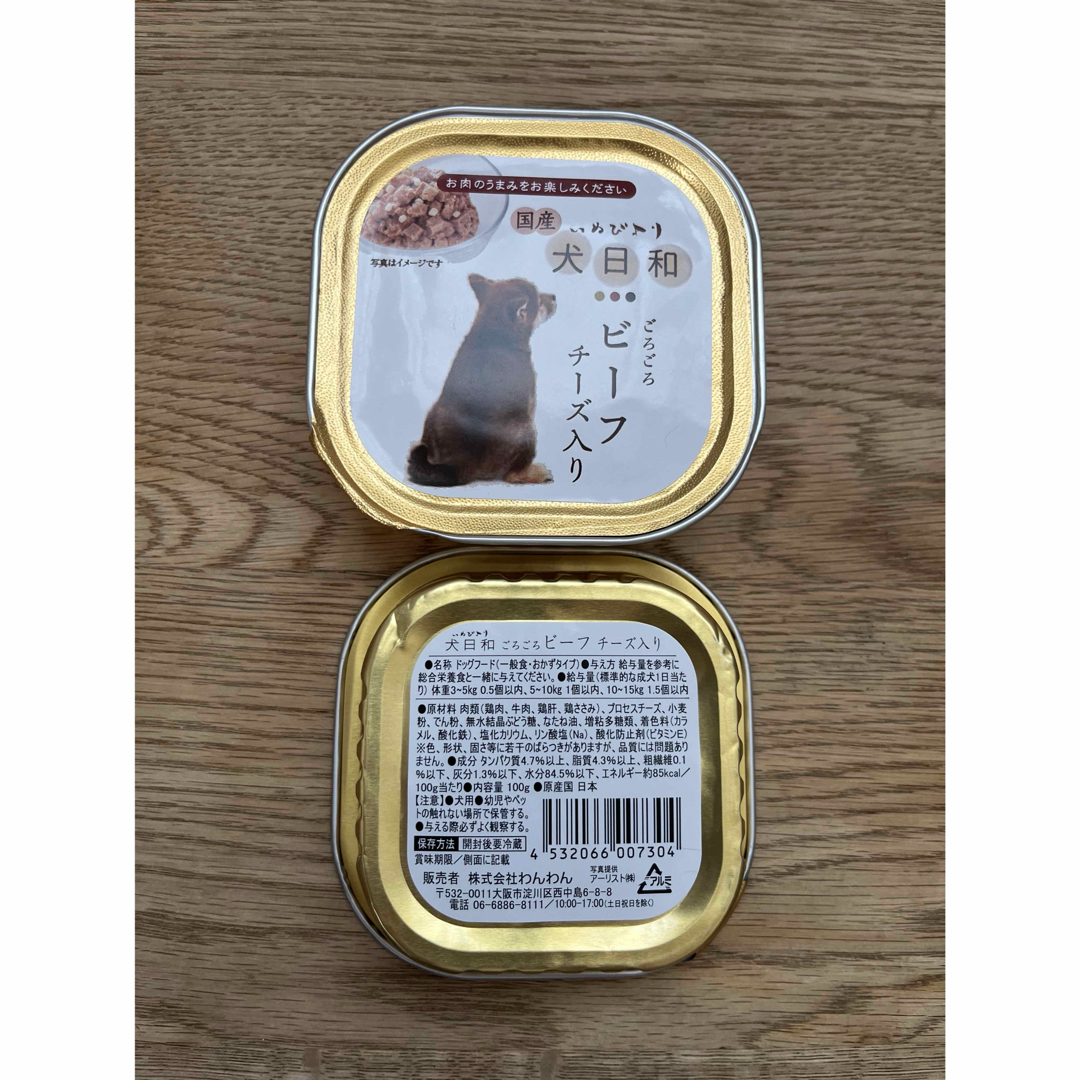 お肉のうまみをお楽しみください
国産
いぬびより
犬日和
写真はイメージです
ごろごろ
ビーフ
チーズ入り
いぬびより
犬日和 ごろごろビーフ チーズ入り
●名称 ドッグフード(一般食・おかずタイプ)●与え方 給与量を参考に
総合栄養食と一緒に与えてください。●給与量(標準的な成犬1日当た
り) 体重3~5kg 0.5個以内、5~10kg 1個以内、10~15kg 1.5個以内
●原材料 肉類(鶏肉、牛肉、鶏肝、鶏ささみ)、プロセスチーズ、小麦
粉、でん粉、無水結晶ぶどう糖、なたね油、増粘多糖類、着色料(カラ
メル、酸化鉄)、塩化カリウム、リン酸塩(Na)、酸化防止剤(ビタミンE)
※色、形状、固さ等に若干のばらつきがありますが、品質には問題あり
ません。●成分 タンパク質4.7%以上、脂質4.3%以上、粗繊維0.1
%以下、灰分1.3%以下、水分84.5%以下、エネルギー約85kcal/
100g当たり●内容量 100g ●原産国 日本
【注意】●犬用●幼児やペッ
トの触れない場所で保管する。
●与える際必ずよく観察する。
保存方法 開封後要冷蔵
賞味期限/側面に記載
4 532066 007304
販売者 株式会社わんわん
写真提供
アーリスト㈱
アルミ
〒532-0011大阪市淀川区西中島6-8-8
電話 06-6886-8111/10:00-17:00(土日祝日を除く)